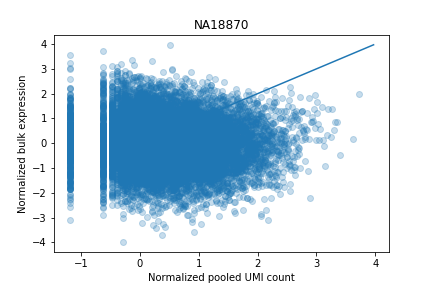 NA18870
4
3
2
1
0
−1
−2
−3
−4
Normalized bulk expression
−1 0 1 2 3 4
Normalized pooled UMI count